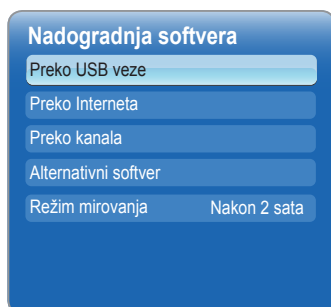 Nadogradnja softvera
Preko USB veze
Preko Interneta
Preko kanala
Alternativni softver
Režim mirovanja Nakon 2 sata